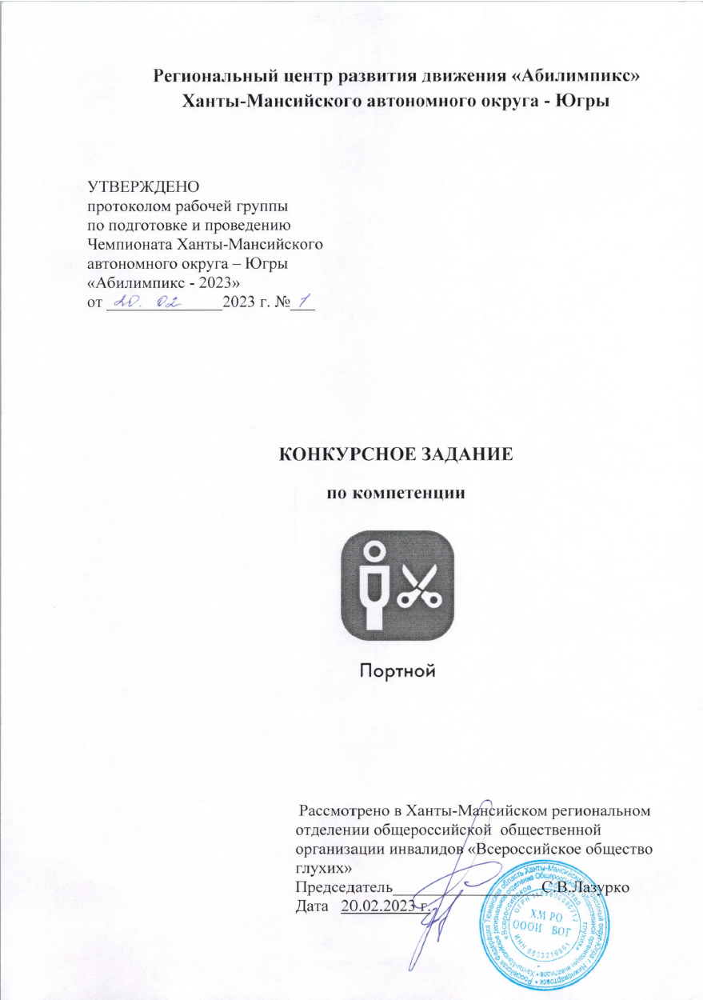 Региональный центр развития движения «Абилимпикс»
Ханты-Мансийского автономного округа - Югры
УТВЕРЖДЕНО
протоколом рабочей группы
по подготовке и проведению
Чемпионата Ханты-Мансийского
автономного округа – Югры
«Абилимпикс - 2023»
от 20. 02 2023 г. № 1
КОНКУРСНОЕ ЗАДАНИЕ
по компетенции
Портной
Рассмотрено в Ханты-Мансийском региональном
отделении общероссийской общественной
организации инвалидов «Всероссийское общество
глухих»
Председатель С.В.Лазурко
Дата 20.02.2023 г.
ХМ РО
ОООИ ВОГ